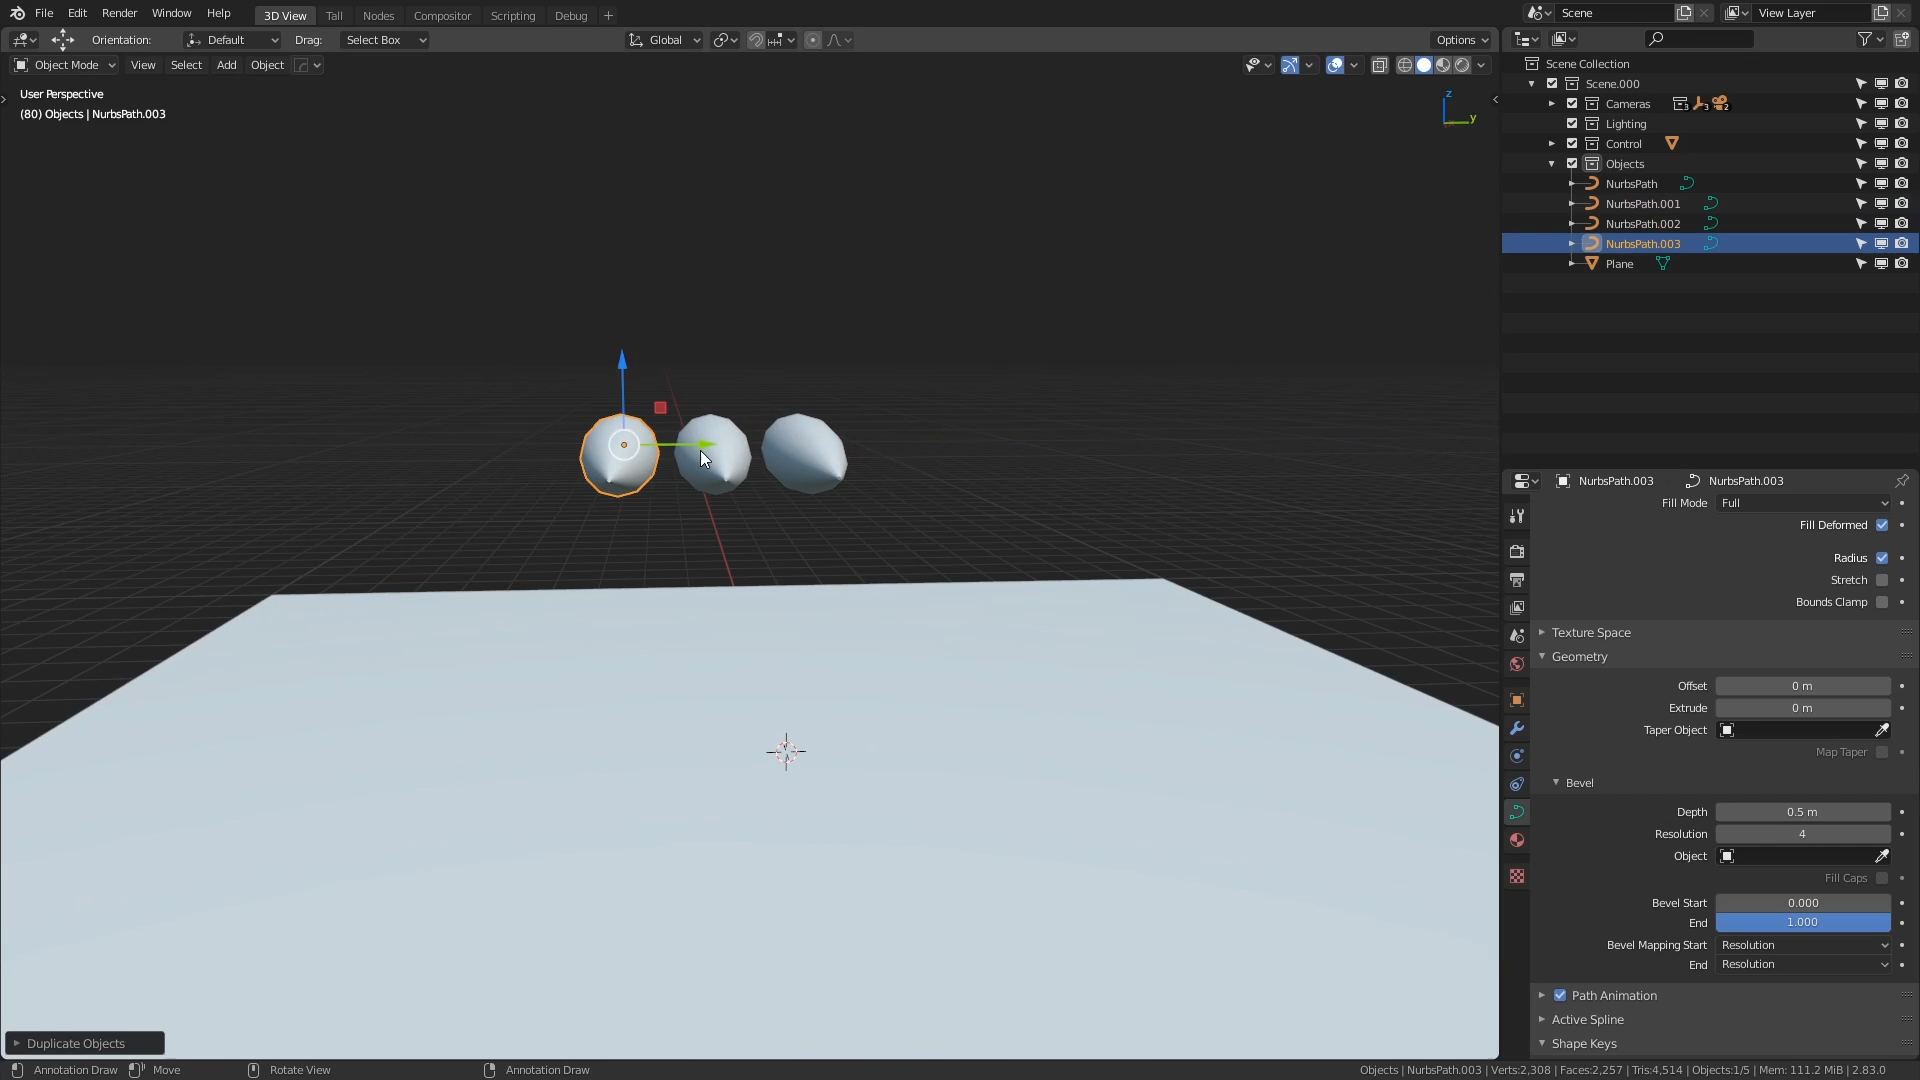 File Edit Render Window Help 3D View Tall Nodes Compositor Scripting Debug + Scene View Layer
Orientation: Default Drag: Select Box Global Options
Object Mode View Select Add Object
User Perspective
(80) Objects | NurbsPath.003
z
y
Scene Collection
Scene.000
Cameras 3 3 2
Lighting
Control
Objects
NurbsPath
NurbsPath.001
NurbsPath.002
NurbsPath.003
Plane
NurbsPath.003 NurbsPath.003
Fill Mode Full
Fill Deformed
Radius
Stretch
Bounds Clamp
Texture Space
Geometry
Offset 0 m
Extrude 0 m
Taper Object
Map Taper
Bevel
Depth 0.5 m
Resolution 4
Object
Fill Caps
Bevel Start 0.000
End 1.000
Bevel Mapping Start Resolution
End Resolution
Path Animation
Active Spline
Shape Keys
Duplicate Objects
Annotation Draw Move Rotate View Annotation Draw Objects | NurbsPath.003 | Verts:2,308 | Faces:2,257 | Tris:4,514 | Objects:1/5 | Mem: 111.2 MiB | 2.83.0